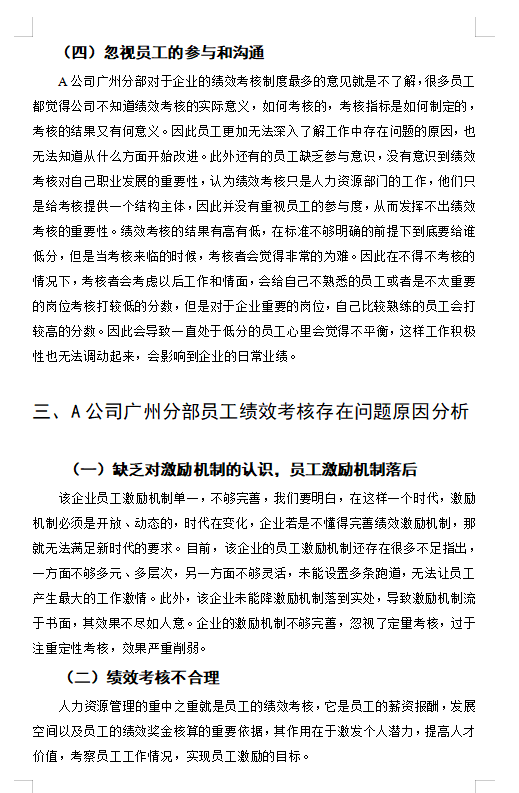 （四）忽视员工的参与和沟通
A 公司广州分部对于企业的绩效考核制度最多的意见就是不了解，很多员工
都觉得公司不知道绩效考核的实际意义，如何考核的，考核指标是如何制定的，
考核的结果又有何意义。因此员工更加无法深入了解工作中存在问题的原因，也
无法知道从什么方面开始改进。此外还有的员工缺乏参与意识，没有意识到绩效
考核对自己职业发展的重要性，认为绩效考核只是人力资源部门的工作，他们只
是给考核提供一个结构主体，因此并没有重视员工的参与度，从而发挥不出绩效
考核的重要性。绩效考核的结果有高有低，在标准不够明确的前提下到底要给谁
低分，但是当考核来临的时候，考核者会觉得非常的为难。因此在不得不考核的
情况下，考核者会考虑以后工作和情面，会给自己不熟悉的员工或者是不太重要
的岗位考核打较低的分数，但是对于企业重要的岗位，自己比较熟练的员工会打
较高的分数。因此会导致一直处于低分的员工心里会觉得不平衡，这样工作积极
性也无法调动起来，会影响到企业的日常业绩。
三、A 公司广州分部员工绩效考核存在问题原因分析
（一）缺乏对激励机制的认识，员工激励机制落后
该企业员工激励机制单一，不够完善，我们要明白，在这样一个时代，激励
机制必须是开放、动态的，时代在变化，企业若是不懂得完善绩效激励机制，那
就无法满足新时代的要求。目前，该企业的员工激励机制还存在很多不足指出，
一方面不够多元、多层次，另一方面不够灵活，未能设置多条跑道，无法让员工
产生最大的工作激情。此外，该企业未能降激励机制落到实处，导致激励机制流
于书面，其效果不尽如人意。企业的激励机制不够完善，忽视了定量考核，过于
注重定性考核，效果严重削弱。
（二）绩效考核不合理
人力资源管理的重中之重就是员工的绩效考核，它是员工的薪资报酬，发展
空间以及员工的绩效奖金核算的重要依据，其作用在于激发个人潜力，提高人才
价值，考察员工工作情况，实现员工激励的目标。